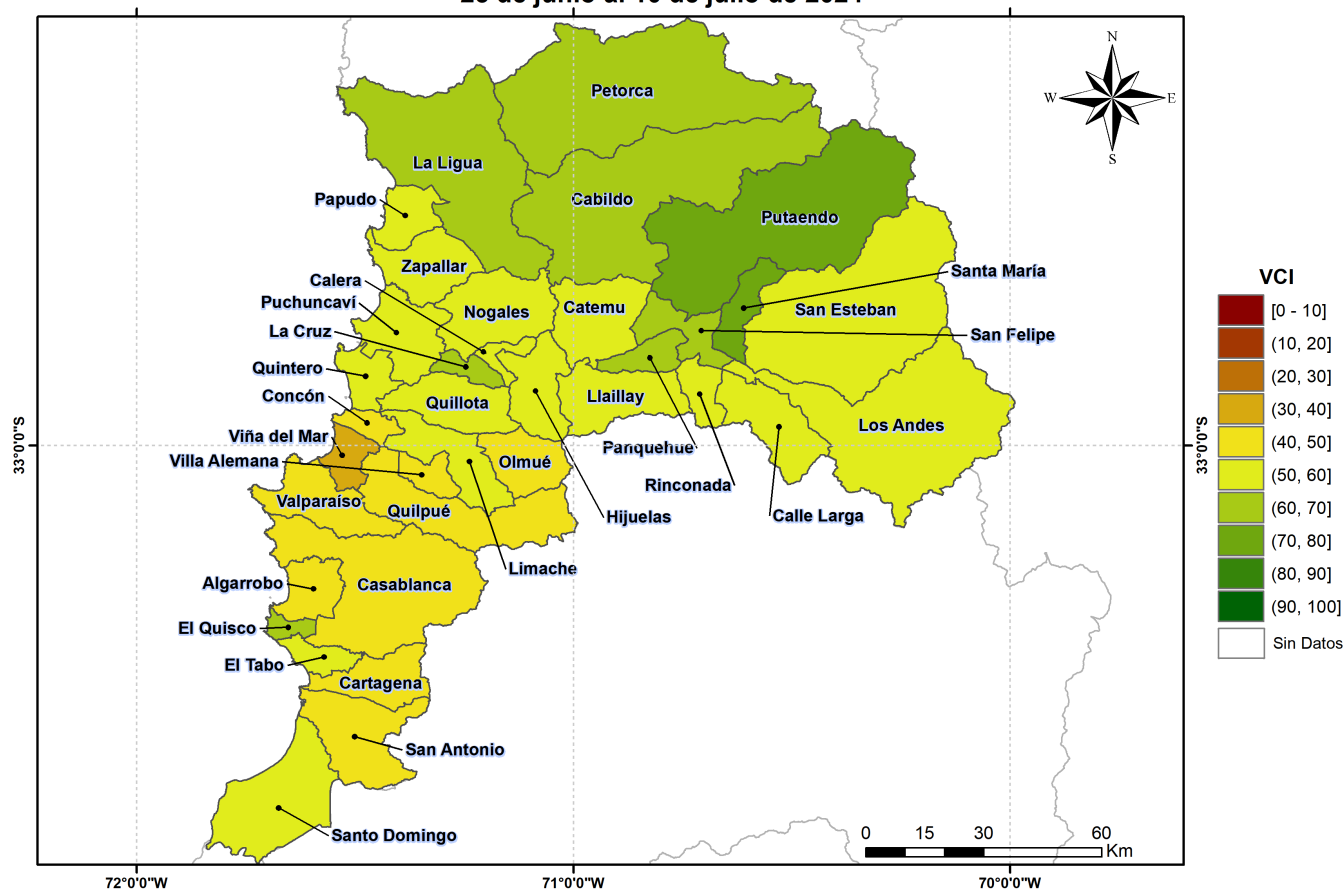 N
W E
S
Petorca
La Ligua
Cabildo
Papudo
Putaendo
Zapallar
Santa María
Calera
Puchuncaví
Nogales
Catemu
San Esteban
La Cruz
San Felipe
Quintero
Concón
Quillota
Llaillay
Los Andes
Viña del Mar
Villa Alemana
Olmué
Panquehue
Rinconada
Valparaíso
Quilpué
Hijuelas
Calle Larga
Limache
Algarrobo
Casablanca
El Quisco
El Tabo
Cartagena
San Antonio
Santo Domingo
VCI
[0 - 10]
(10, 20]
(20, 30]
(30, 40]
(40, 50]
(50, 60]
(60, 70]
(70, 80]
(80, 90]
(90, 100]
Sin Datos
33°0'0"S
33°0'0"S
0 15 30 60
Km
72°0'0"W 71°0'0"W 70°0'0"W